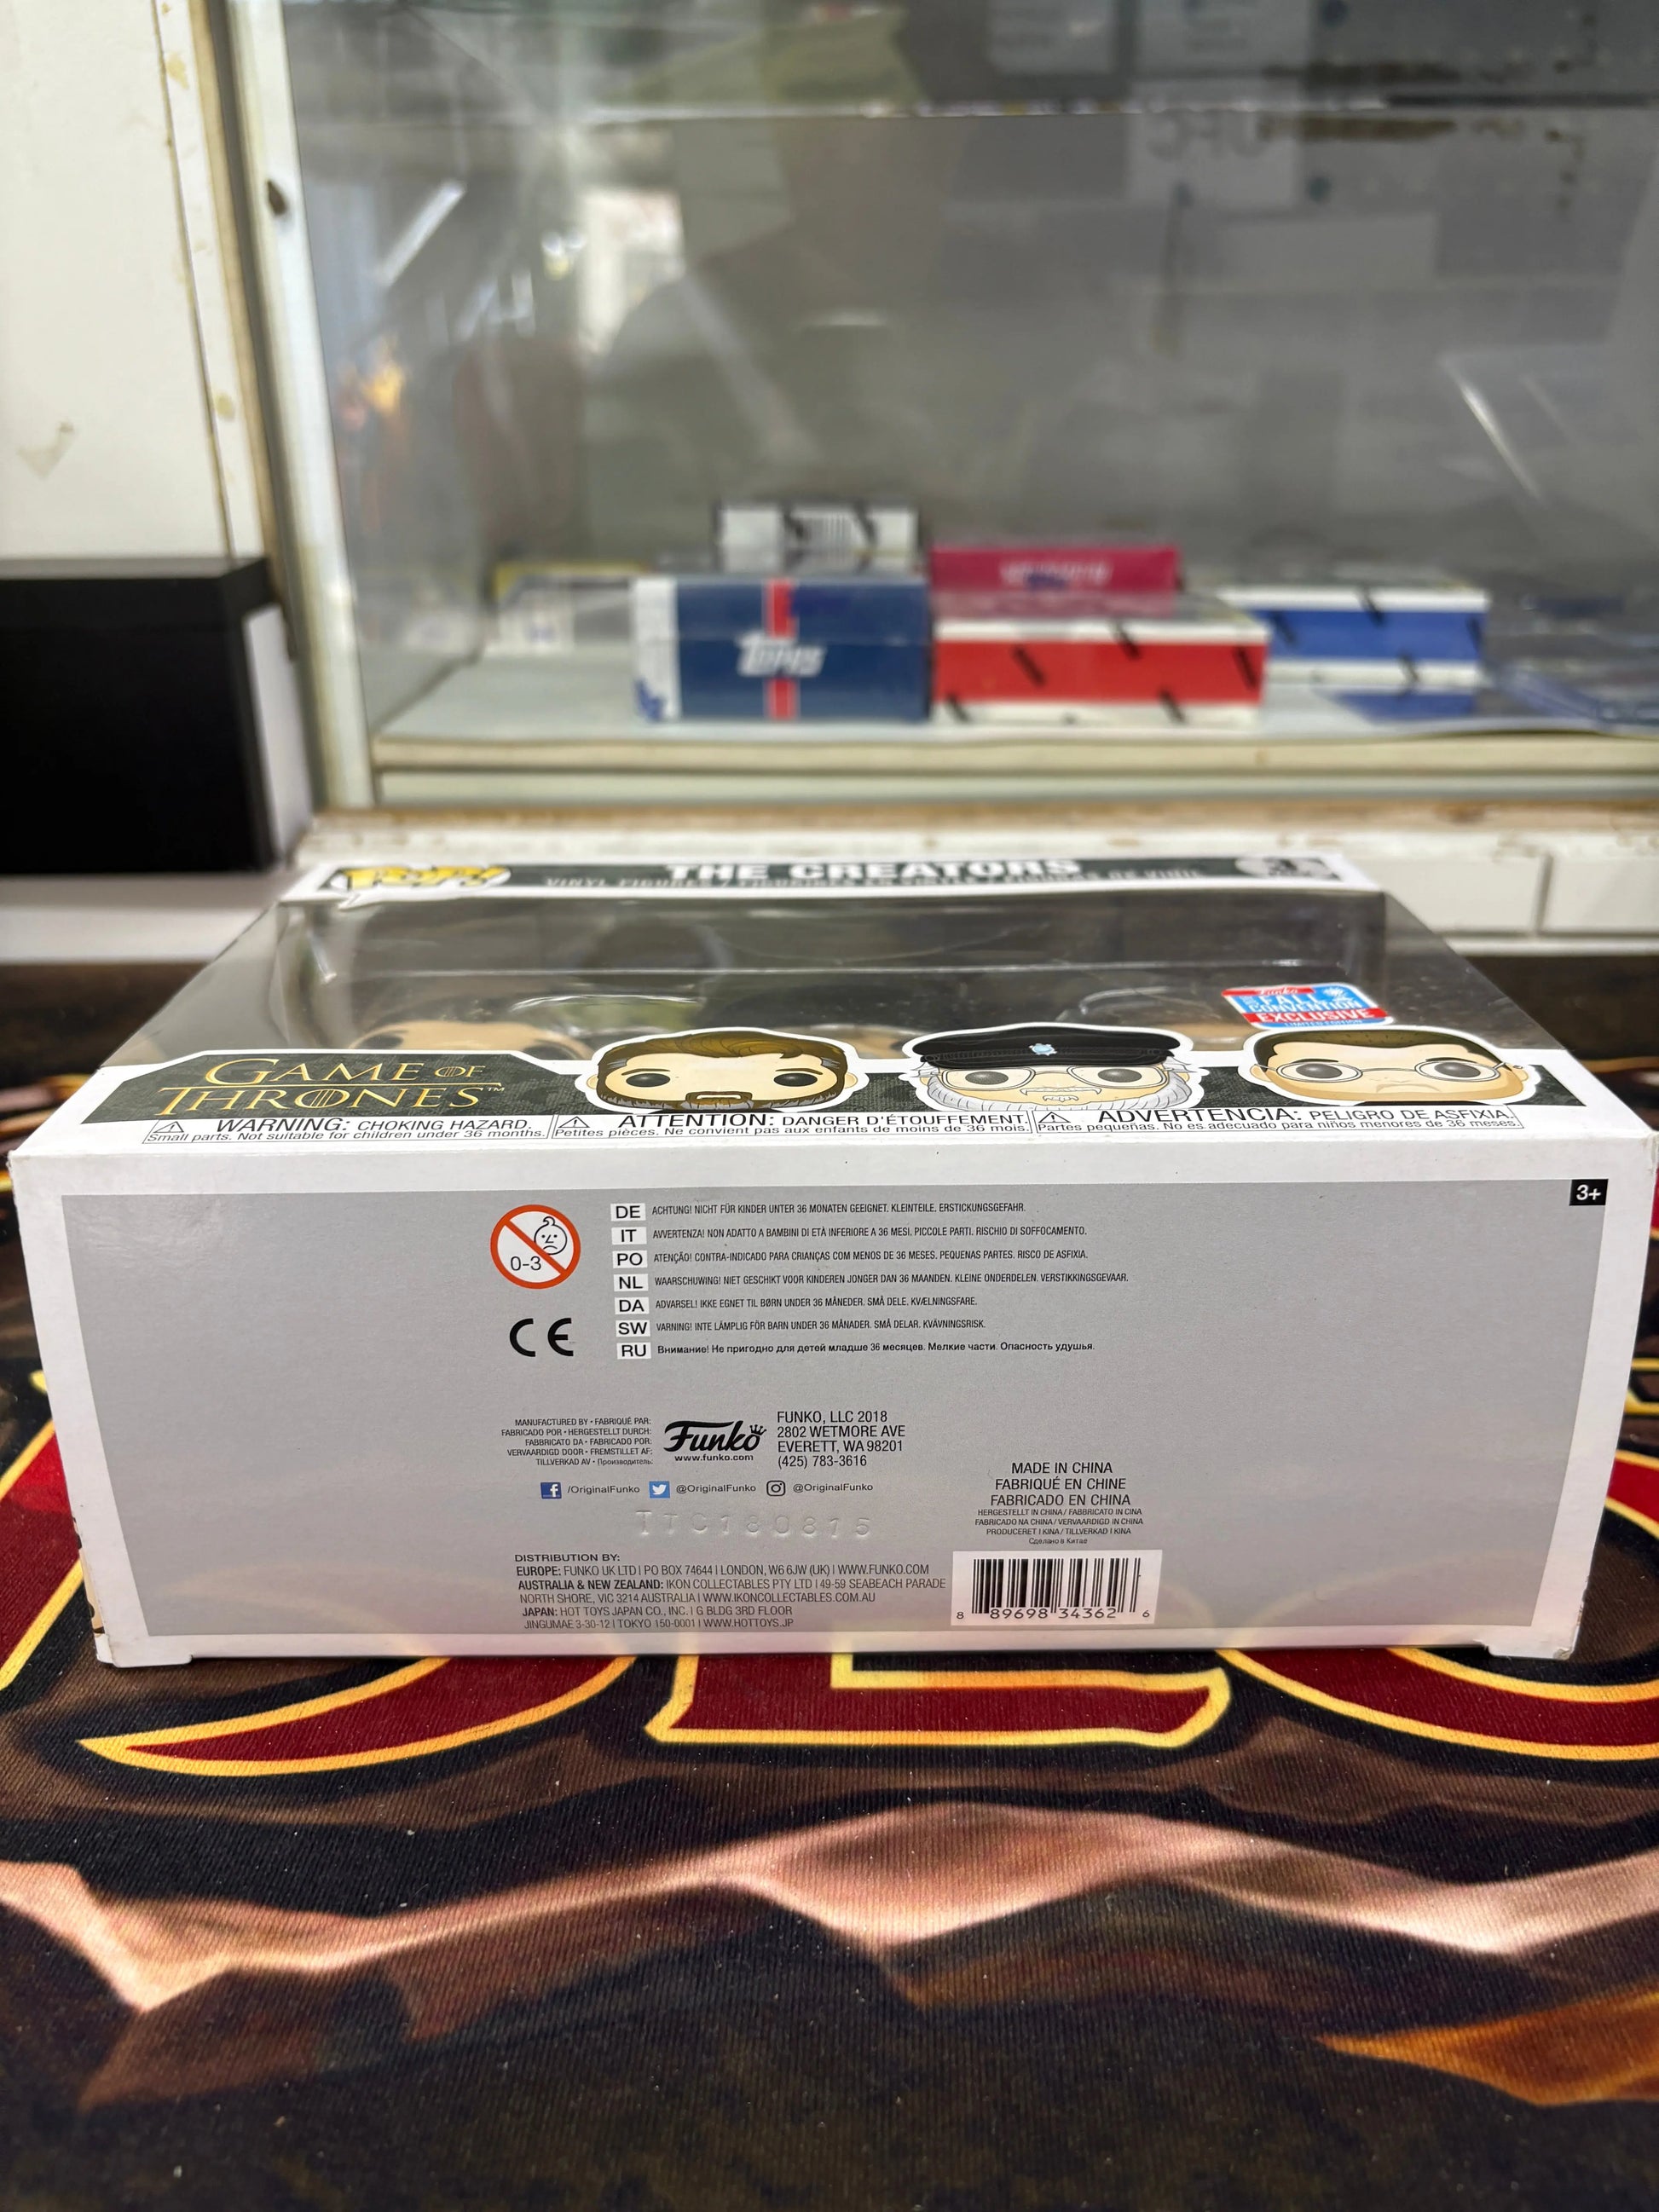 UFC
TOPPS
POP!
THE CREATORS
VINYL FIGURES / FIGURINES EN VINYLE / FIGURAS DE VINIL
Funko
FALL
CONVENTION
EXCLUSIVE
LIMITED EDITION
GAME OF
THRONES™
WARNING: CHOKING HAZARD.
Small parts. Not suitable for children under 36 months.
ATTENTION: DANGER D'ÉTOUFFEMENT.
Petites pièces. Ne convient pas aux enfants de moins de 36 mois.
ADVERTENCIA: PELIGRO DE ASFIXIA.
Partes pequeñas. No es adecuado para niños menores de 36 meses.
3+
0-3
CE
DE ACHTUNG! NICHT FÜR KINDER UNTER 36 MONATEN GEEIGNET. KLEINTEILE. ERSTICKUNGSGEFAHR.
IT AVVERTENZA! NON ADATTO A BAMBINI DI ETÀ INFERIORE A 36 MESI. PICCOLE PARTI. RISCHIO DI SOFFOCAMENTO.
PO ATENÇÃO! CONTRA-INDICADO PARA CRIANÇAS COM MENOS DE 36 MESES. PEQUENAS PARTES. RISCO DE ASFIXIA.
NL WAARSCHUWING! NIET GESCHIKT VOOR KINDEREN JONGER DAN 36 MAANDEN. KLEINE ONDERDELEN. VERSTIKKINGSGEVAAR.
DA ADVARSEL! IKKE EGNET TIL BØRN UNDER 36 MÅNEDER. SMÅ DELE. KVÆLNINGSFARE.
SW VARNING! INTE LÄMPLIG FÖR BARN UNDER 36 MÅNADER. SMÅ DELAR. KVÄVNINGSRISK.
RU Внимание! Не пригодно для детей младше 36 месяцев. Мелкие части. Опасность удушья.
MANUFACTURED BY • FABRIQUÉ PAR:
FABRICADO POR • HERGESTELLT DURCH:
FABBRICATO DA • FABRICADO POR:
VERVAARDIGD DOOR • FREMSTILLET AF:
TILLVERKAD AV • Производитель:
Funko
www.funko.com
FUNKO, LLC 2018
2802 WETMORE AVE
EVERETT, WA 98201
(425) 783-3616
/OriginalFunko @OriginalFunko @OriginalFunko
TTC180815
MADE IN CHINA
FABRIQUÉ EN CHINE
FABRICADO EN CHINA
HERGESTELLT IN CHINA / FABBRICATO IN CINA
FABRICADO NA CHINA / VERVAARDIGD IN CHINA
PRODUCERET I KINA / TILLVERKAD I KINA
Сделано в Китае
DISTRIBUTION BY:
EUROPE: FUNKO UK LTD | PO BOX 74644 | LONDON, W6 6JW (UK) | WWW.FUNKO.COM
AUSTRALIA & NEW ZEALAND: IKON COLLECTABLES PTY LTD | 49-59 SEABEACH PARADE
NORTH SHORE, VIC 3214 AUSTRALIA | WWW.IKONCOLLECTABLES.COM.AU
JAPAN: HOT TOYS JAPAN CO., INC. | G BLDG 3RD FLOOR
JINGUMAE 3-30-12 | TOKYO 150-0001 | WWW.HOTTOYS.JP
8 89698 34362 6